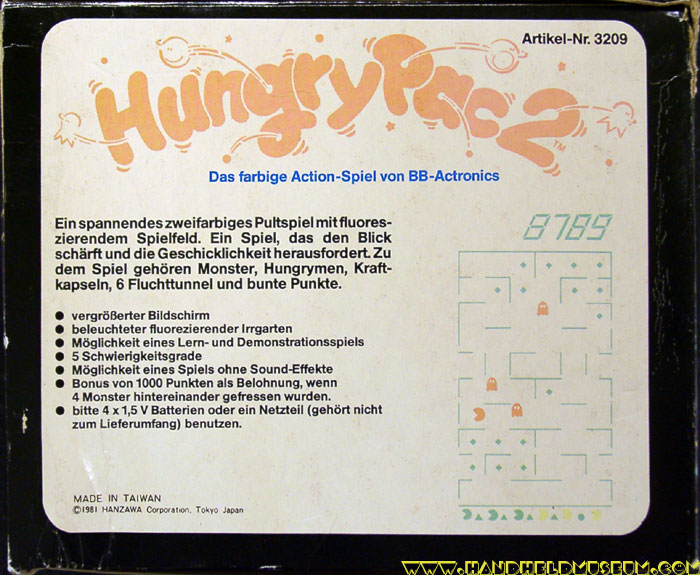 Artikel-Nr. 3209
HungryPac2™
Das farbige Action-Spiel von BB-Actronics
Ein spannendes zweifarbiges Pultspiel mit fluores-
zierendem Spielfeld. Ein Spiel, das den Blick
schärft und die Geschicklichkeit herausfordert. Zu
dem Spiel gehören Monster, Hungrymen, Kraft-
kapseln, 6 Fluchttunnel und bunte Punkte.
8789
● vergrößerter Bildschirm
● beleuchteter fluorezierender Irrgarten
● Möglichkeit eines Lern- und Demonstrationsspiels
● 5 Schwierigkeitsgrade
● Möglichkeit eines Spiels ohne Sound-Effekte
● Bonus von 1000 Punkten als Belohnung, wenn
4 Monster hintereinander gefressen wurden.
● bitte 4 x 1,5 V Batterien oder ein Netzteil (gehört nicht
zum Lieferumfang) benutzen.
MADE IN TAIWAN
©1981 HANZAWA Corporation, Tokyo Japan
www.HANDHELDMUSEUM.com